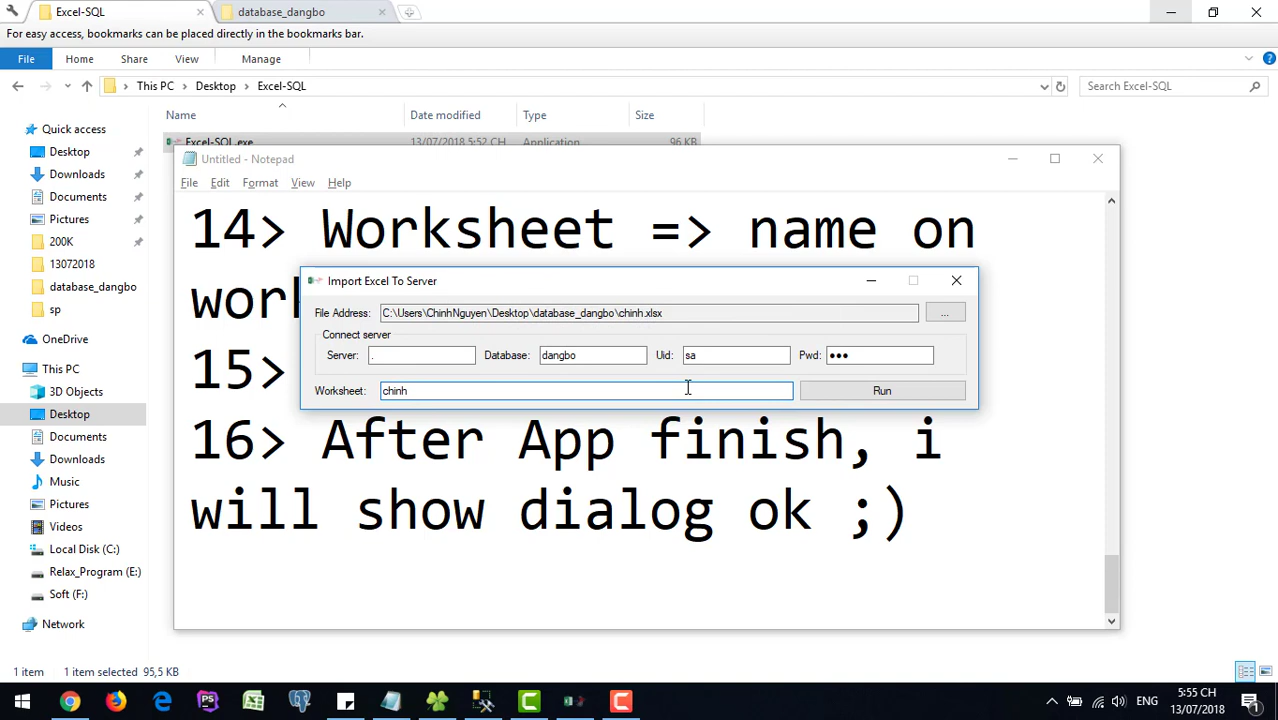 Excel-SQL
database_dangbo
For easy access, bookmarks can be placed directly in the bookmarks bar.
File Home Share View Manage
This PC Desktop Excel-SQL
Search Excel-SQL
Name Date modified Type Size
Excel-SQL.exe 13/07/2018 5:52 CH Application 96 KB
Quick access
Desktop
Downloads
Documents
Pictures
200K
13072018
database_dangbo
sp
OneDrive
This PC
3D Objects
Desktop
Documents
Downloads
Music
Pictures
Videos
Local Disk (C:)
Relax_Program (E:)
Soft (F:)
Network
Untitled - Notepad
File Edit Format View Help
14> Worksheet => name on
work
15>
16> After App finish, i
will show dialog ok ;)
Import Excel To Server
File Address: C:\Users\ChinhNguyen\Desktop\database_dangbo\chinh.xlsx ...
Connect server
Server: . Database: dangbo Uid: sa Pwd: •••
Worksheet: chinh Run
1 item 1 item selected 95,5 KB
ENG
5:55 CH
13/07/2018
1